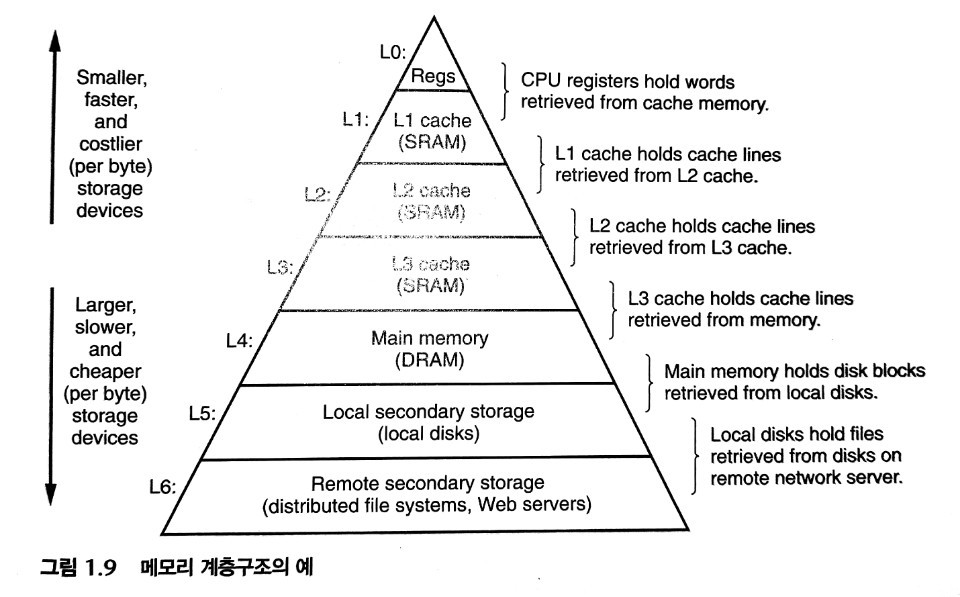 Smaller,
faster,
and
costlier
(per byte)
storage
devices
Larger,
slower,
and
cheaper
(per byte)
storage
devices
L0:
Regs
L1:
L1 cache
(SRAM)
L2:
L2 cache
(SRAM)
L3:
L3 cache
(SRAM)
L4:
Main memory
(DRAM)
L5:
Local secondary storage
(local disks)
L6:
Remote secondary storage
(distributed file systems, Web servers)
CPU registers hold words
retrieved from cache memory.
L1 cache holds cache lines
retrieved from L2 cache.
L2 cache holds cache lines
retrieved from L3 cache.
L3 cache holds cache lines
retrieved from memory.
Main memory holds disk blocks
retrieved from local disks.
Local disks hold files
retrieved from disks on
remote network server.
그림 1.9 메모리 계층구조의 예